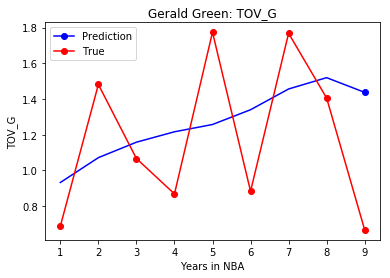 Gerald Green: TOV_G
Prediction
True
1.8
1.6
1.4
1.2
1.0
0.8
TOV_G
1 2 3 4 5 6 7 8 9
Years in NBA